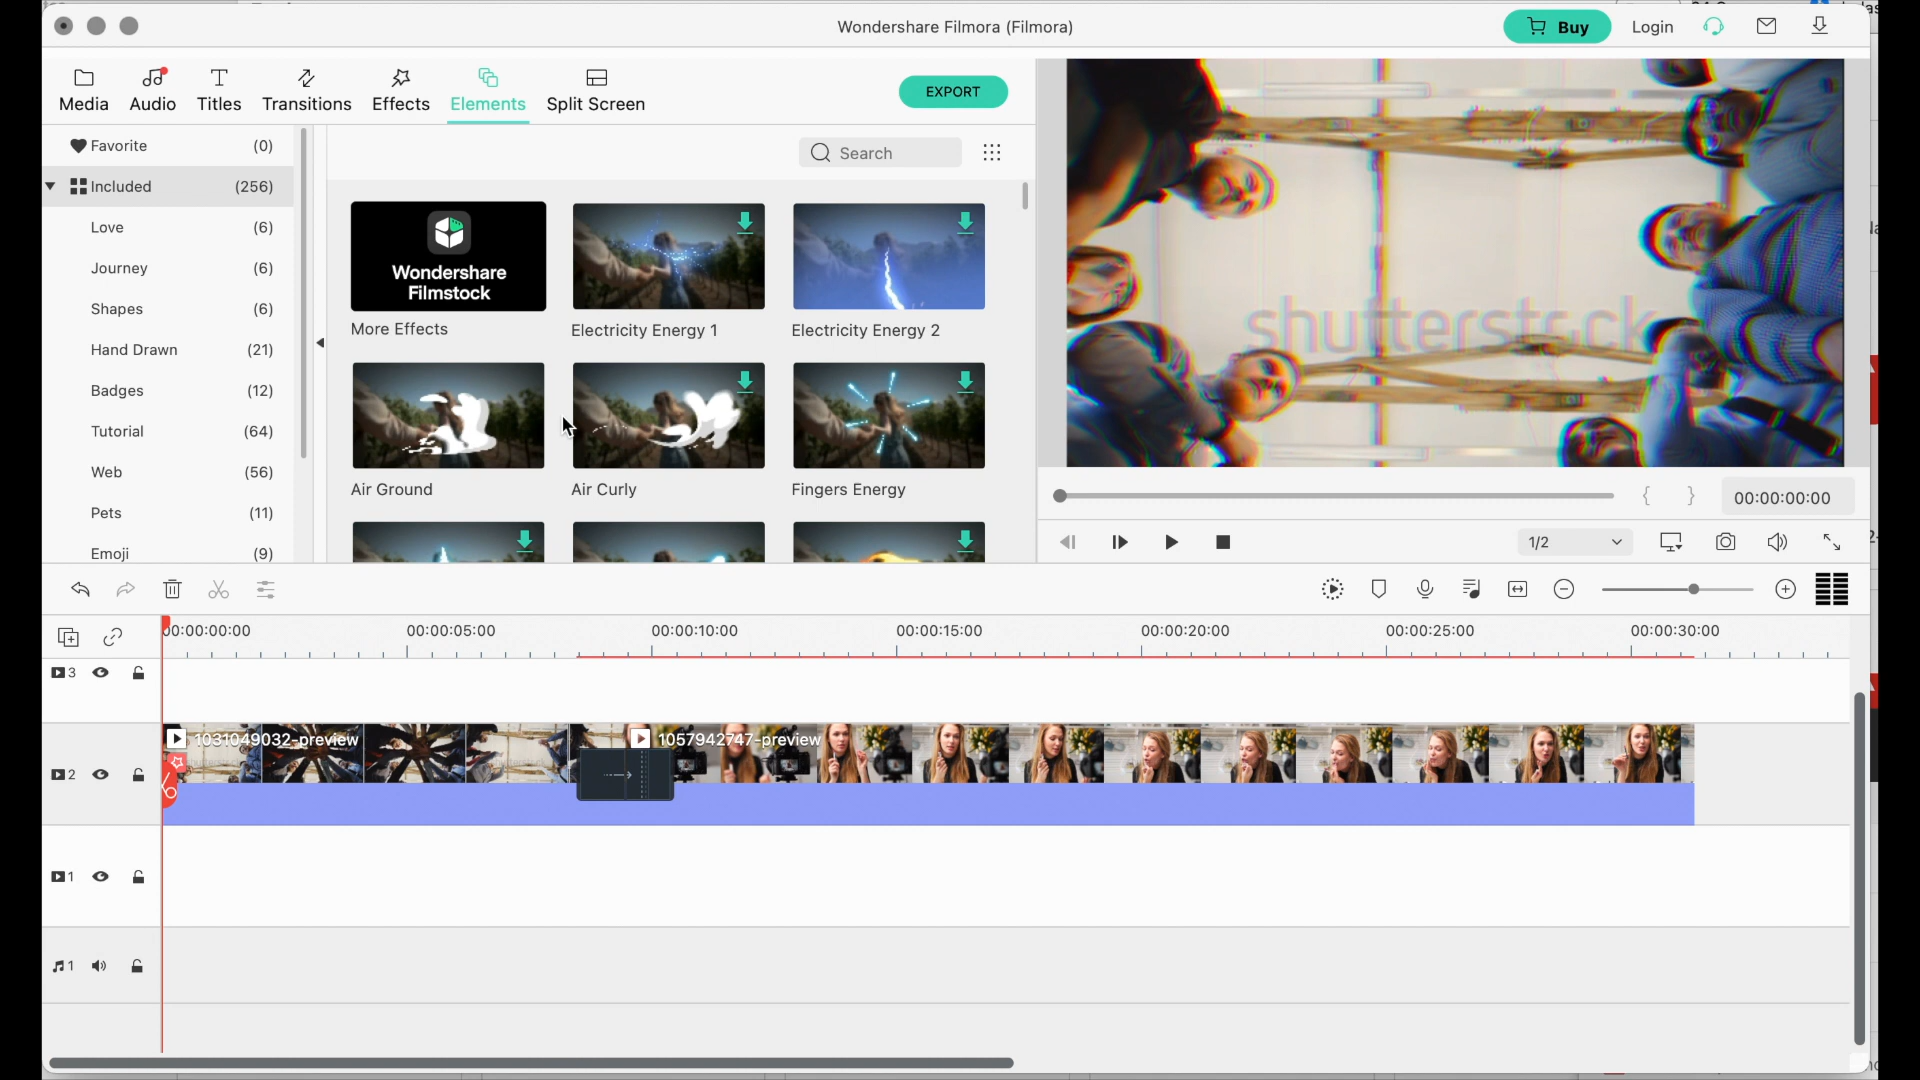 Wondershare Filmora (Filmora)
Buy
Login
Media
Audio
Titles
Transitions
Effects
Elements
Split Screen
EXPORT
Favorite (0)
Included (256)
Love (6)
Journey (6)
Shapes (6)
Hand Drawn (21)
Badges (12)
Tutorial (64)
Web (56)
Pets (11)
Emoji (9)
Search
Wondershare
Filmstock
More Effects
Electricity Energy 1
Electricity Energy 2
Air Ground
Air Curly
Fingers Energy
shutterstock
00:00:00:00
1/2
00:00:00:00
00:00:05:00
00:00:10:00
00:00:15:00
00:00:20:00
00:00:25:00
00:00:30:00
3
1031049032-preview
1057942747-preview
2
1
1